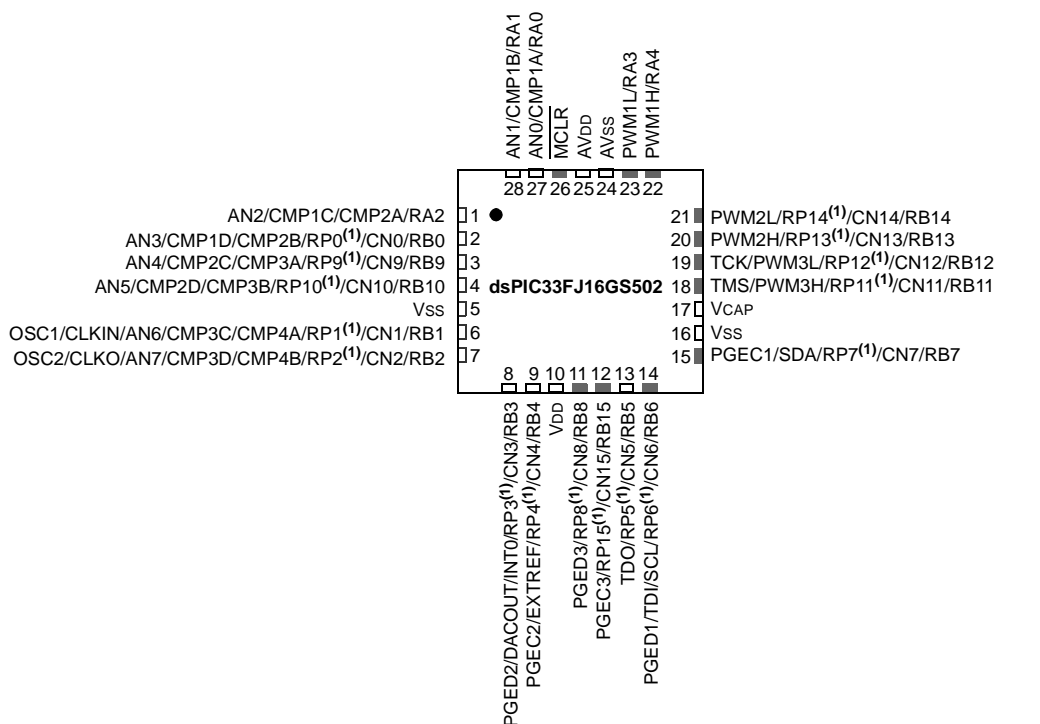 AN1/CMP1B/RA1
AN0/CMP1A/RA0
MCLR
AVDD
AVSS
PWM1L/RA3
PWM1H/RA4
28 27 26 25 24 23 22
AN2/CMP1C/CMP2A/RA2 1
AN3/CMP1D/CMP2B/RP0(1)/CN0/RB0 2
AN4/CMP2C/CMP3A/RP9(1)/CN9/RB9 3
AN5/CMP2D/CMP3B/RP10(1)/CN10/RB10 4
VSS 5
OSC1/CLKIN/AN6/CMP3C/CMP4A/RP1(1)/CN1/RB1 6
OSC2/CLKO/AN7/CMP3D/CMP4B/RP2(1)/CN2/RB2 7
dsPIC33FJ16GS502
21 PWM2L/RP14(1)/CN14/RB14
20 PWM2H/RP13(1)/CN13/RB13
19 TCK/PWM3L/RP12(1)/CN12/RB12
18 TMS/PWM3H/RP11(1)/CN11/RB11
17 VCAP
16 VSS
15 PGEC1/SDA/RP7(1)/CN7/RB7
8 9 10 11 12 13 14
PGED2/DACOUT/INT0/RP3(1)/CN3/RB3
PGEC2/EXTREF/RP4(1)/CN4/RB4
VDD
PGED3/RP8(1)/CN8/RB8
PGEC3/RP15(1)/CN15/RB15
TDO/RP5(1)/CN5/RB5
PGED1/TDI/SCL/RP6(1)/CN6/RB6